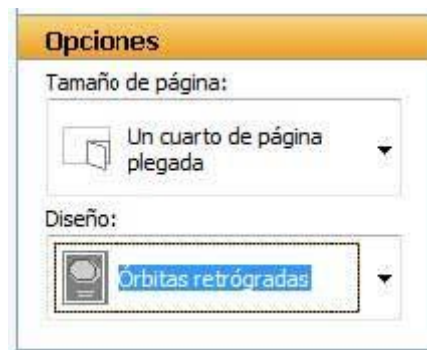 Opciones
Tamaño de página:
Un cuarto de página
plegada
Diseño:
Órbitas retrógradas